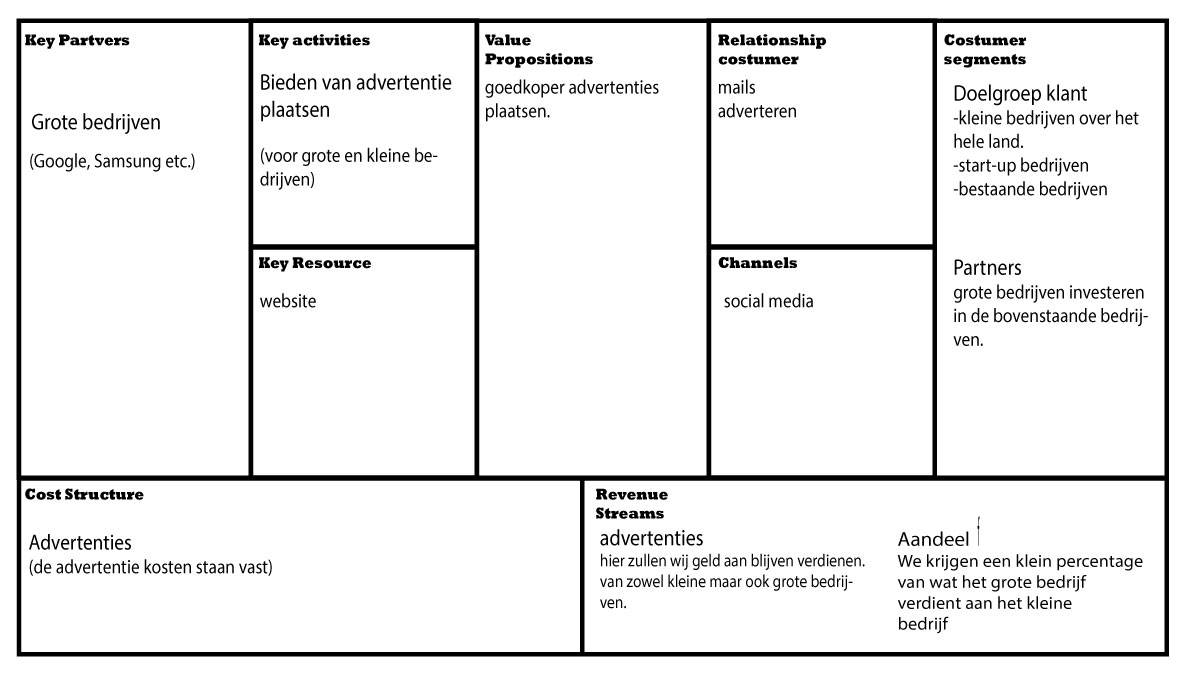 Key Partvers
Grote bedrijven
(Google, Samsung etc.)
Key activities
Bieden van advertentie
plaatsen
(voor grote en kleine be-
drijven)
Key Resource
website
Value
Propositions
goedkoper advertenties
plaatsen.
Relationship
costumer
mails
adverteren
Channels
social media
Costumer
segments
Doelgroep klant
-kleine bedrijven over het
hele land.
-start-up bedrijven
-bestaande bedrijven
Partners
grote bedrijven investeren
in de bovenstaande bedrij-
ven.
Cost Structure
Advertenties
(de advertentie kosten staan vast)
Revenue
Streams
advertenties
hier zullen wij geld aan blijven verdienen.
van zowel kleine maar ook grote bedrij-
ven.
Aandeel
We krijgen een klein percentage
van wat het grote bedrijf
verdient aan het kleine
bedrijf